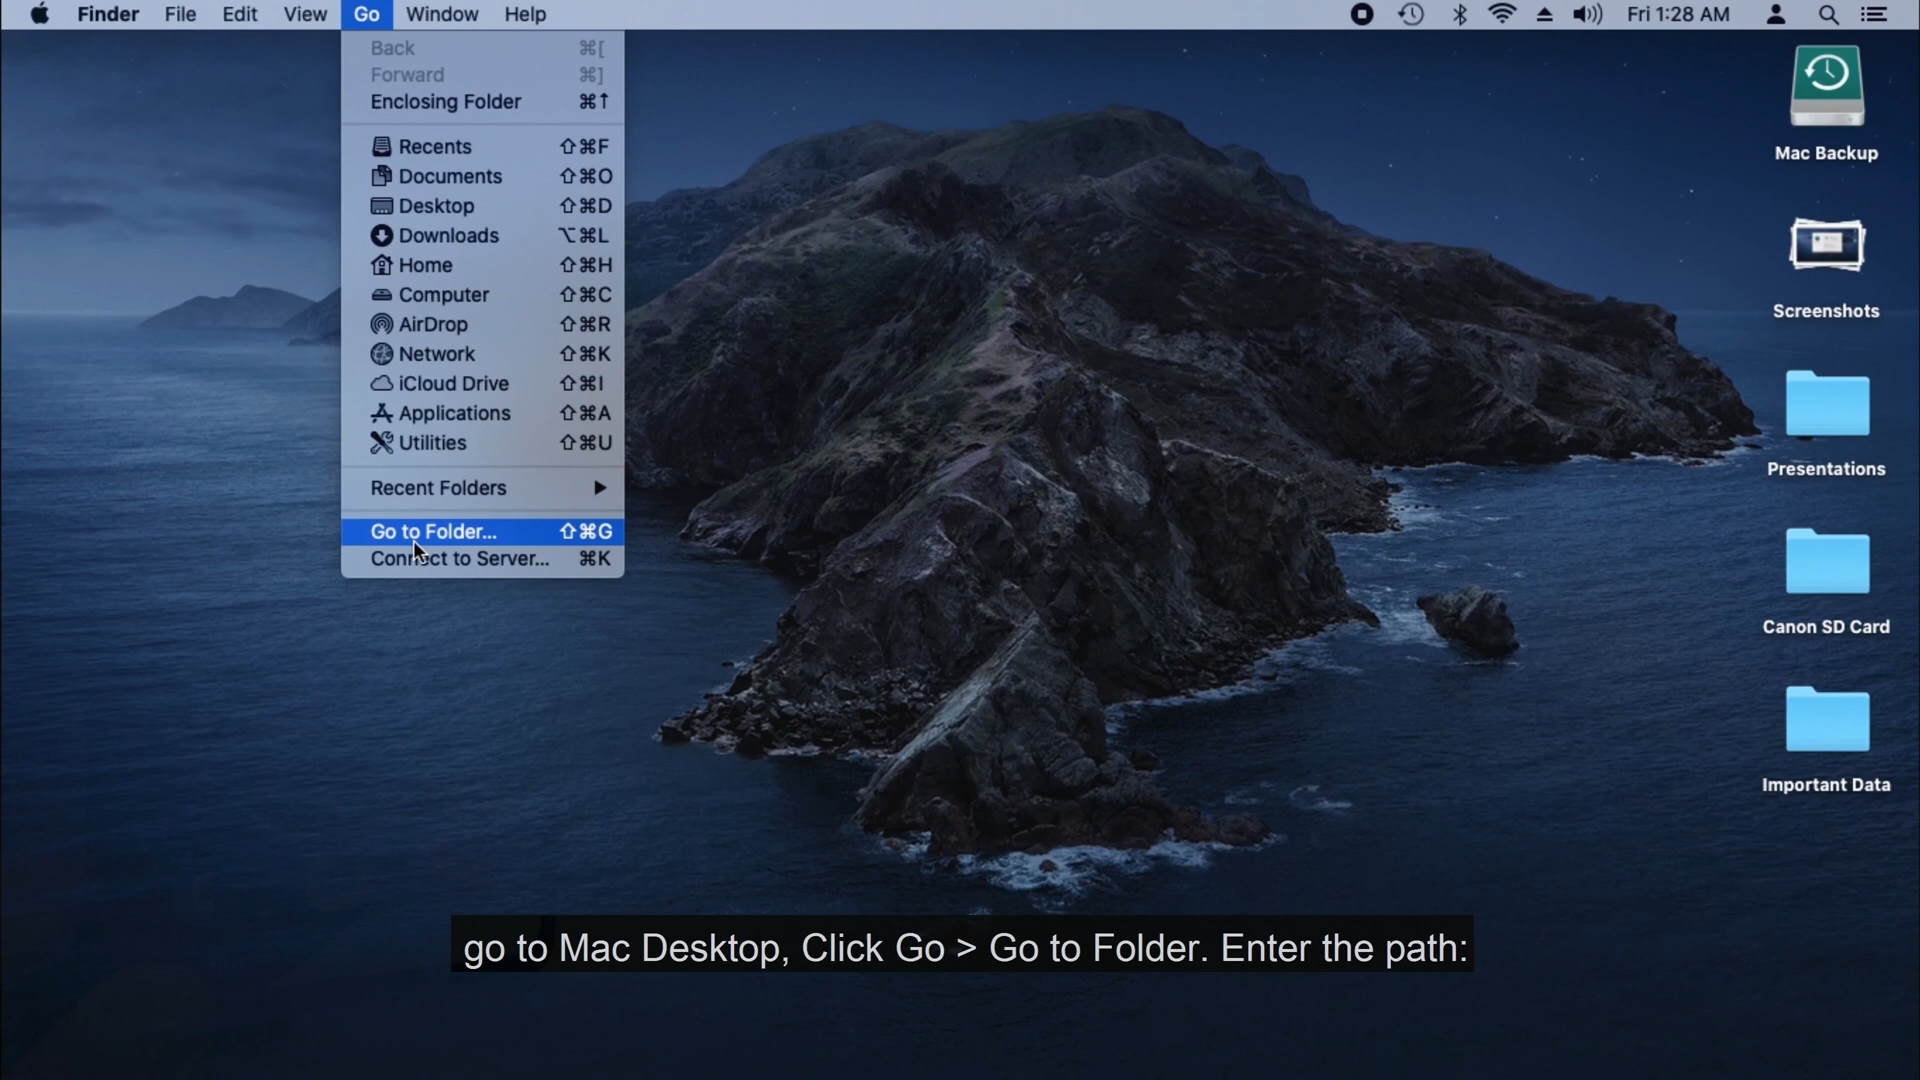 Finder File Edit View Go Window Help Fri 1:28 AM
Back ⌘[
Forward ⌘]
Enclosing Folder ⌘↑
Recents ⇧⌘F
Documents ⇧⌘O
Desktop ⇧⌘D
Downloads ⌥⌘L
Home ⇧⌘H
Computer ⇧⌘C
AirDrop ⇧⌘R
Network ⇧⌘K
iCloud Drive ⇧⌘I
Applications ⇧⌘A
Utilities ⇧⌘U
Recent Folders
Go to Folder... ⇧⌘G
Connect to Server... ⌘K
Mac Backup
Screenshots
Presentations
Canon SD Card
Important Data
go to Mac Desktop, Click Go > Go to Folder. Enter the path: